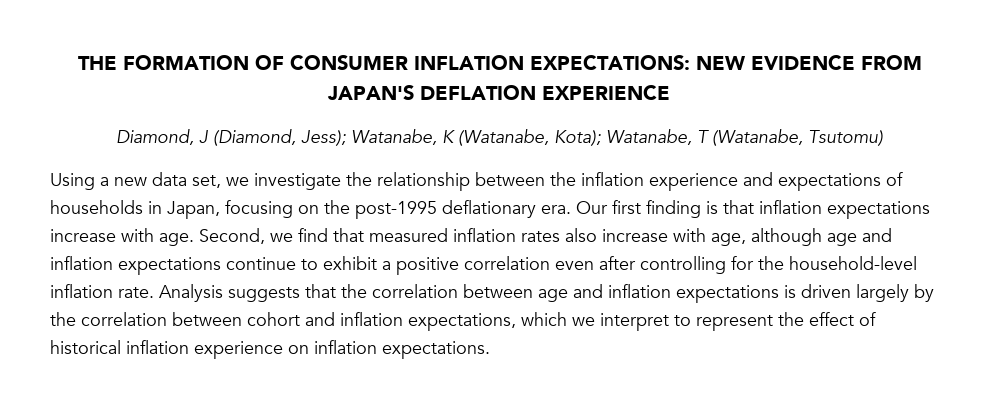 THE FORMATION OF CONSUMER INFLATION EXPECTATIONS: NEW EVIDENCE FROM
JAPAN'S DEFLATION EXPERIENCE
Diamond, J (Diamond, Jess); Watanabe, K (Watanabe, Kota); Watanabe, T (Watanabe, Tsutomu)
Using a new data set, we investigate the relationship between the inflation experience and expectations of
households in Japan, focusing on the post-1995 deflationary era. Our first finding is that inflation expectations
increase with age. Second, we find that measured inflation rates also increase with age, although age and
inflation expectations continue to exhibit a positive correlation even after controlling for the household-level
inflation rate. Analysis suggests that the correlation between age and inflation expectations is driven largely by
the correlation between cohort and inflation expectations, which we interpret to represent the effect of
historical inflation experience on inflation expectations.